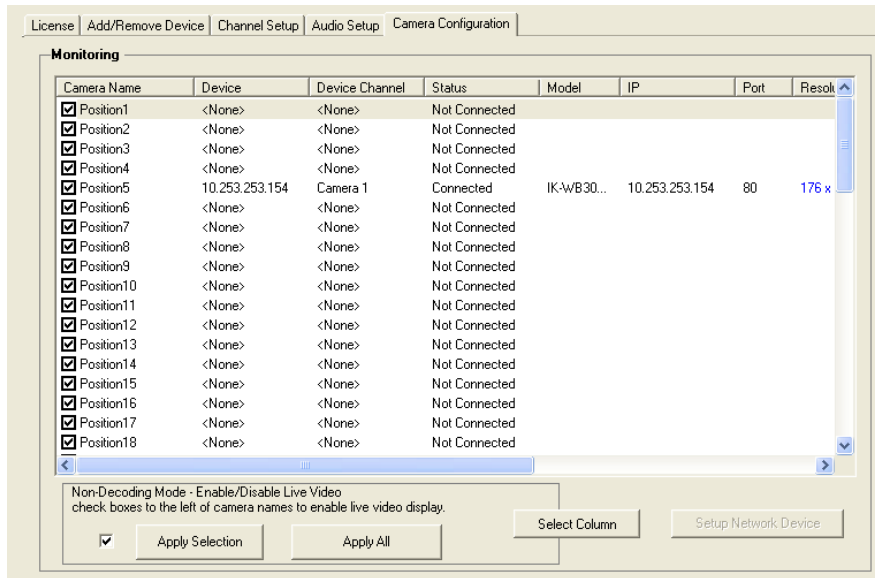 License Add/Remove Device Channel Setup Audio Setup Camera Configuration
Monitoring
Camera Name Device Device Channel Status Model IP Port Resolu
Position1 <None> <None> Not Connected
Position2 <None> <None> Not Connected
Position3 <None> <None> Not Connected
Position4 <None> <None> Not Connected
Position5 10.253.253.154 Camera 1 Connected IK-WB30... 10.253.253.154 80 176 x
Position6 <None> <None> Not Connected
Position7 <None> <None> Not Connected
Position8 <None> <None> Not Connected
Position9 <None> <None> Not Connected
Position10 <None> <None> Not Connected
Position11 <None> <None> Not Connected
Position12 <None> <None> Not Connected
Position13 <None> <None> Not Connected
Position14 <None> <None> Not Connected
Position15 <None> <None> Not Connected
Position16 <None> <None> Not Connected
Position17 <None> <None> Not Connected
Position18 <None> <None> Not Connected
Non-Decoding Mode - Enable/Disable Live Video
check boxes to the left of camera names to enable live video display.
Apply Selection Apply All Select Column Setup Network Device